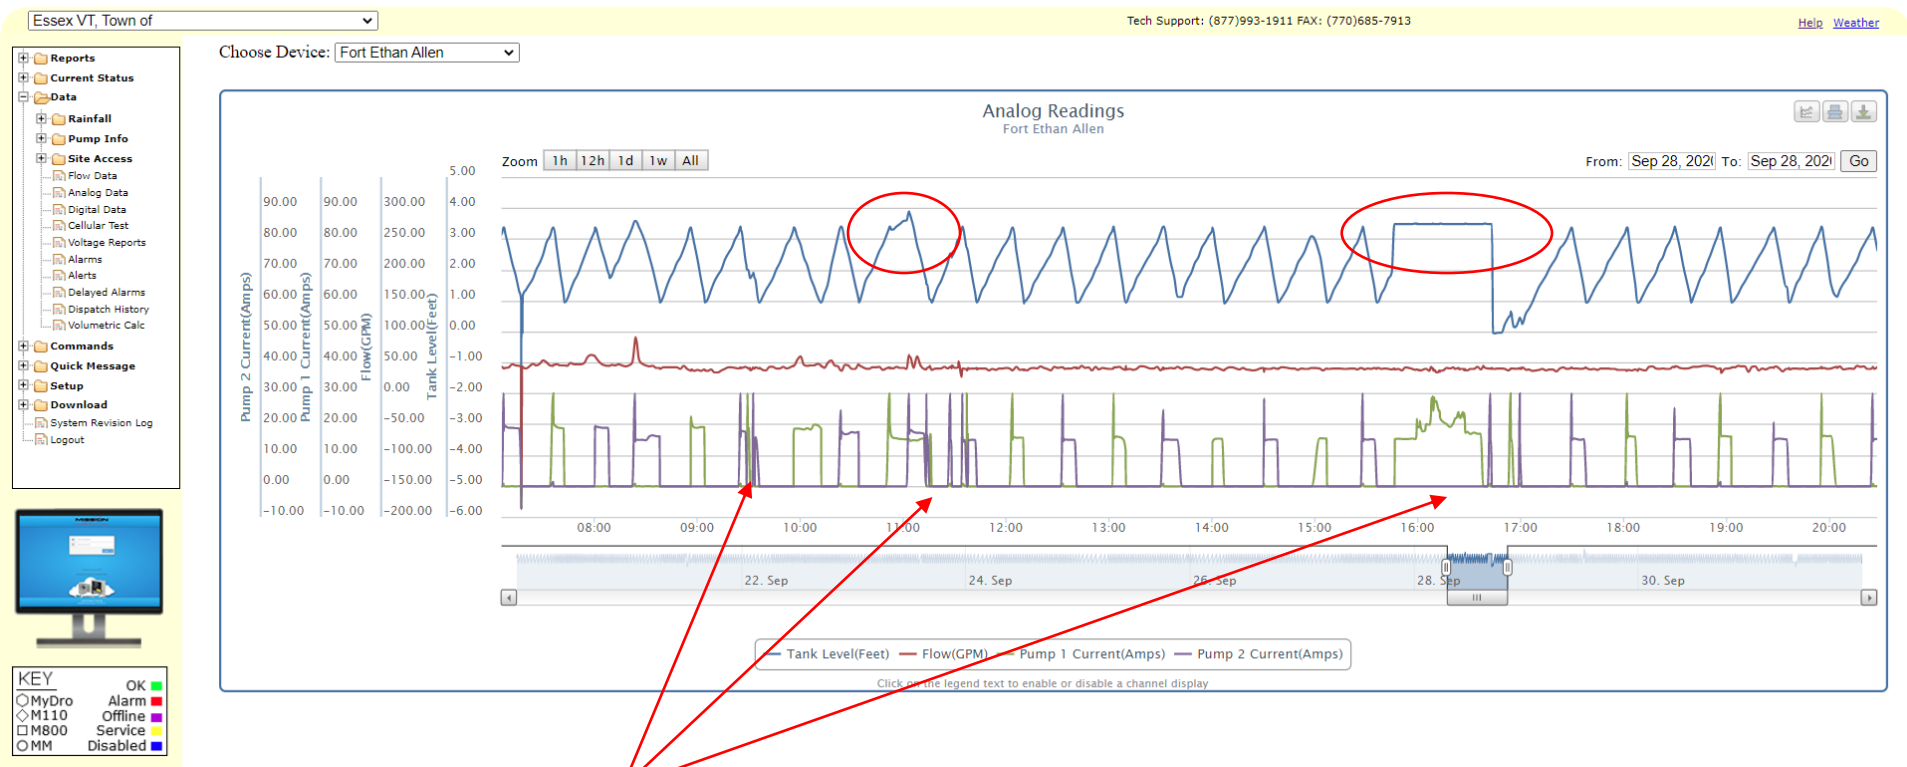 Essex VT, Town of
Tech Support: (877)993-1911 FAX: (770)685-7913
Help Weather
Choose Device: Fort Ethan Allen
Reports
Current Status
Data
Rainfall
Pump Info
Site Access
Flow Data
Analog Data
Digital Data
Cellular Test
Voltage Reports
Alarms
Alerts
Delayed Alarms
Dispatch History
Volumetric Calc
Commands
Quick Message
Setup
Download
System Revision Log
Logout
MISSION
KEY
OK
MyDro Alarm
M110 Offline
M800 Service
MM Disabled
Analog Readings
Fort Ethan Allen
Zoom 1h 12h 1d 1w All
From: Sep 28, 202 To: Sep 28, 202 Go
5.00
90.00 90.00 300.00 4.00
80.00 80.00 250.00 3.00
70.00 70.00 200.00 2.00
60.00 60.00 150.00 1.00
50.00 50.00 100.00 0.00
40.00 40.00 50.00 -1.00
30.00 30.00 0.00 -2.00
20.00 20.00 -50.00 -3.00
10.00 10.00 -100.00 -4.00
0.00 0.00 -150.00 -5.00
-10.00 -10.00 -200.00 -6.00
Pump 2 Current(Amps)
Pump 1 Current(Amps)
Flow(GPM)
Tank Level(Feet)
08:00 09:00 10:00 11:00 12:00 13:00 14:00 15:00 16:00 17:00 18:00 19:00 20:00
22. Sep 24. Sep 26. Sep 28. Sep 30. Sep
Tank Level(Feet) Flow(GPM) Pump 1 Current(Amps) Pump 2 Current(Amps)
Click on the legend text to enable or disable a channel display